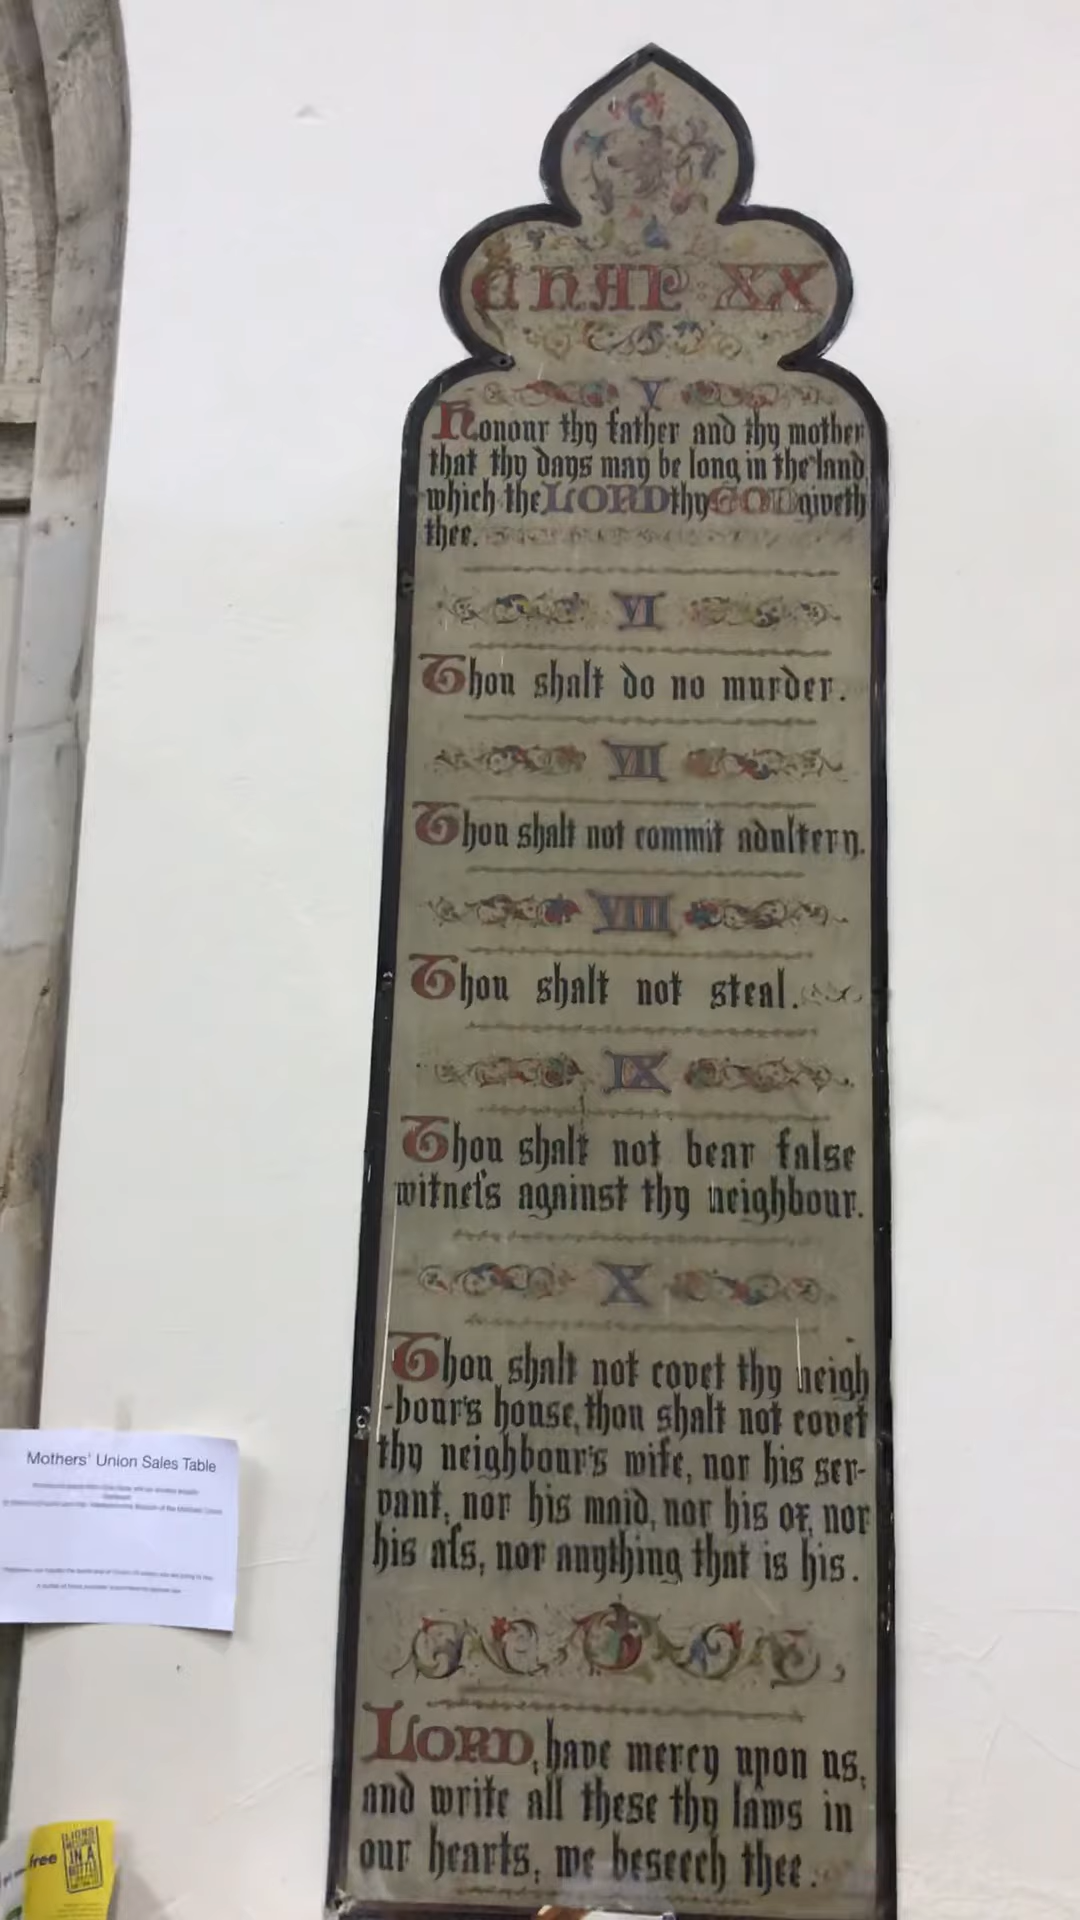 CHAP XX
V
Honour thy father and thy mother
that thy days may be long in the land
which the LORD thy GOD giveth
thee.
VI
Thou shalt do no murder.
VII
Thou shalt not commit adultery.
VIII
Thou shalt not steal.
IX
Thou shalt not bear false
witneſs against thy neighbour.
X
Thou shalt not covet thy neigh
-bour's house, thou shalt not covet
thy neighbour's wife, nor his ser-
vant, nor his maid, nor his ox, nor
his aſs, nor anything that is his.
LORD, have mercy upon us,
and write all these thy laws in
our hearts, we beseech thee.
Mothers' Union Sales Table
free
LIONS
IN A
BOTTLE